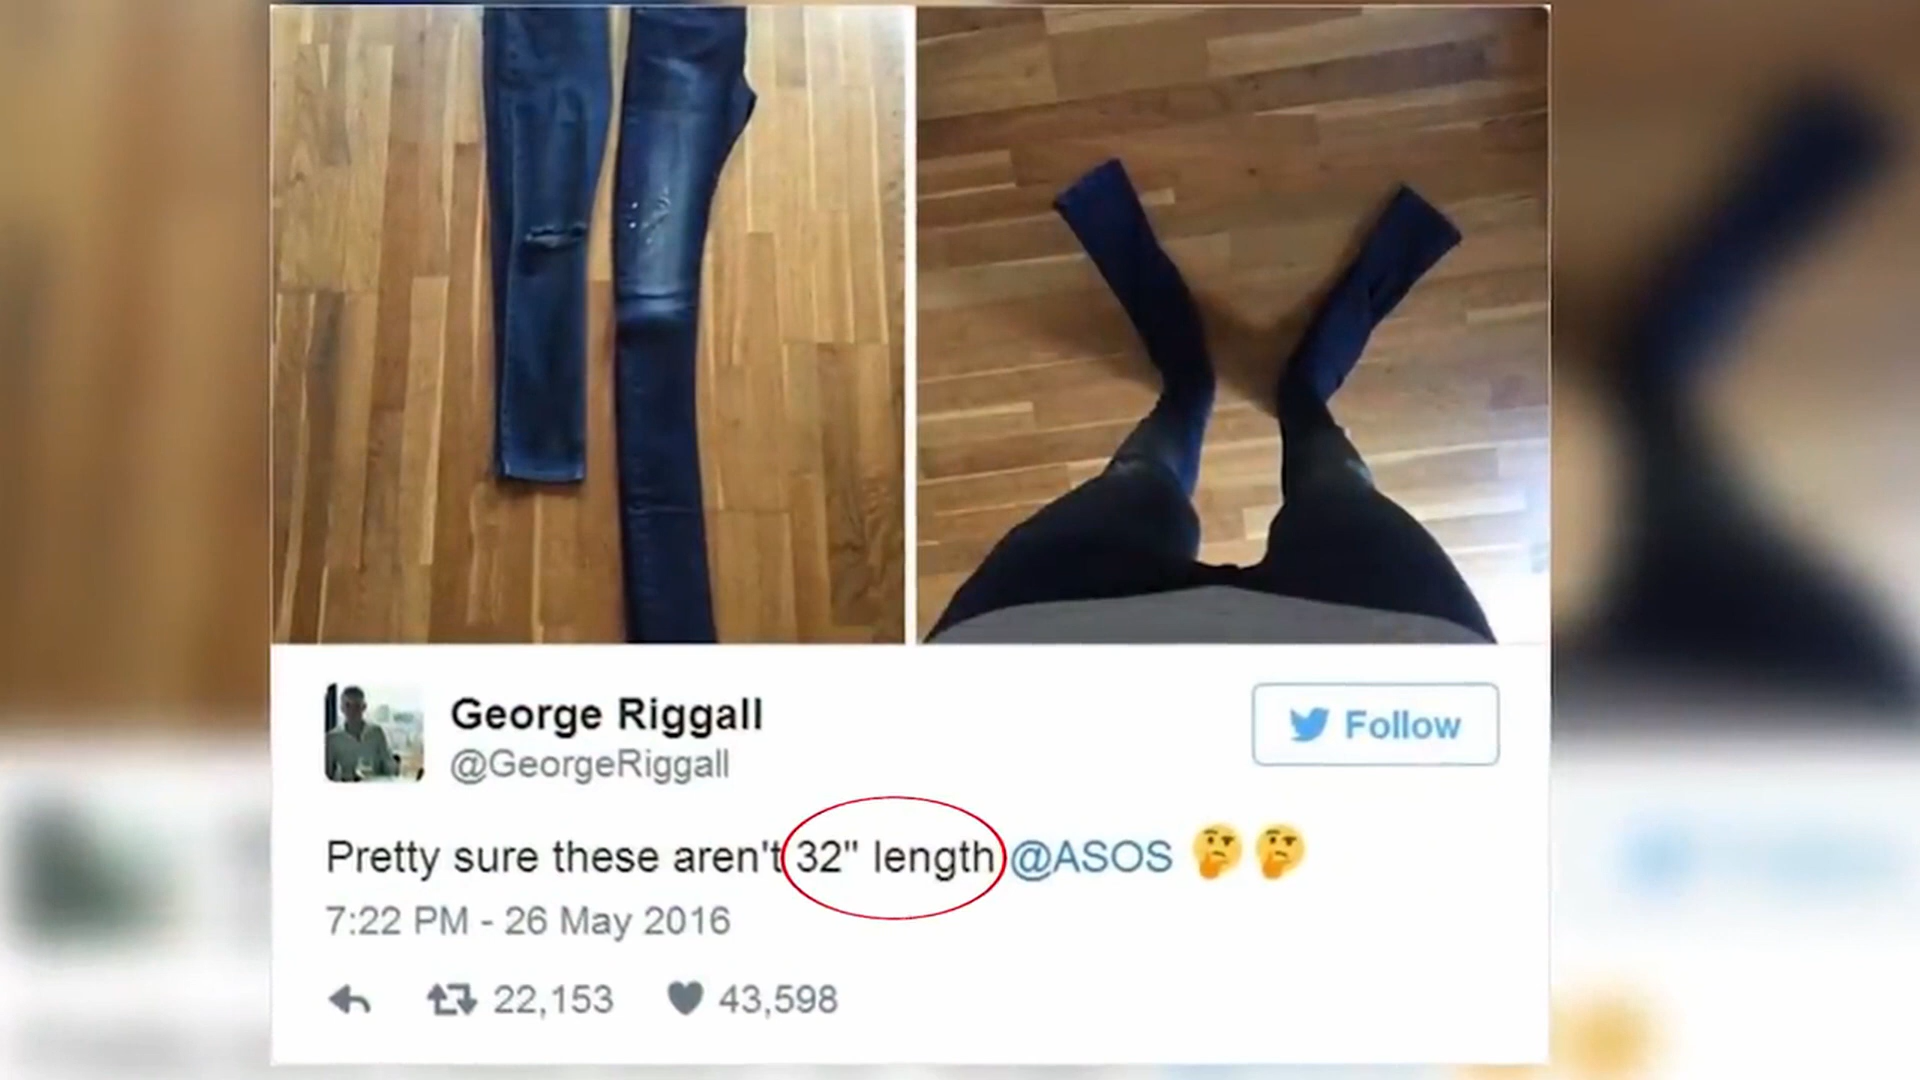 George Riggall
@GeorgeRiggall
Follow
Pretty sure these aren't 32" length @ASOS 🤔 🤔
7:22 PM - 26 May 2016
22,153 43,598